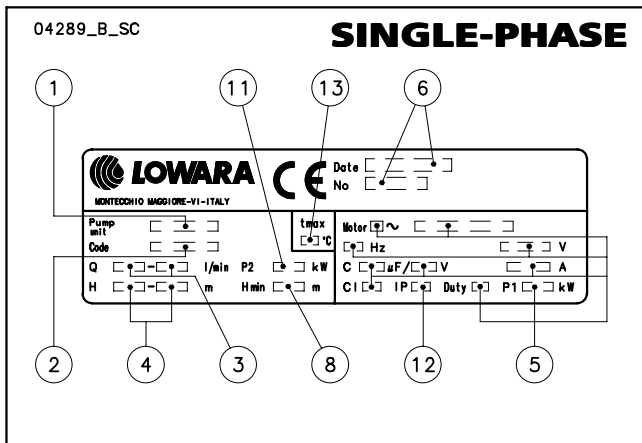 04289_B_SC
SINGLE-PHASE
1
11
13
6
LOWARA
CE
Date
No
MONTECCHIO MAGGIORE-VI-ITALY
Pump unit
tmax
°C
Motor ~
Code
Hz V
Q - l/min P2 kW
C µF/ V A
H - m Hmin m
Cl IP Duty P1 kW
2
4
3
8
12
5